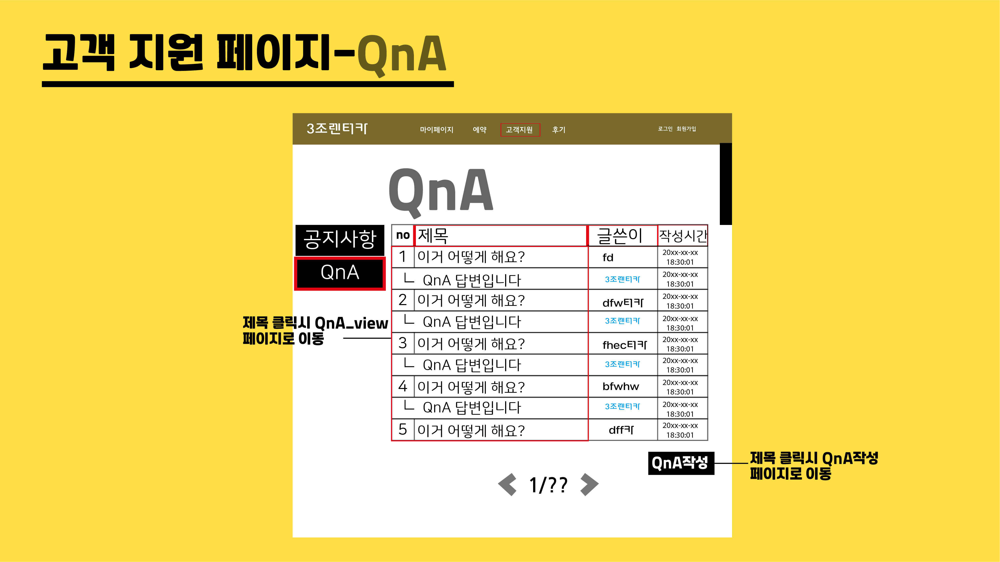 고객 지원 페이지-QnA
3조렌티카
마이페이지 에약 고객지원 후기
로그인 회원가입
QnA
공지사항
QnA
no 제목 글쓴이 작성시간
1 이거 어떻게 해요? fd 20xx-xx-xx 18:30:01
ㄴ QnA 답변입니다 3조렌티카 20xx-xx-xx 18:30:01
2 이거 어떻게 해요? dfw티카 20xx-xx-xx 18:30:01
ㄴ QnA 답변입니다 3조렌티카 20xx-xx-xx 18:30:01
3 이거 어떻게 해요? fhec티카 20xx-xx-xx 18:30:01
ㄴ QnA 답변입니다 3조렌티카 20xx-xx-xx 18:30:01
4 이거 어떻게 해요? bfwhw 20xx-xx-xx 18:30:01
ㄴ QnA 답변입니다 3조렌티카 20xx-xx-xx 18:30:01
5 이거 어떻게 해요? dff카 20xx-xx-xx 18:30:01
제목 클릭시 QnA_view
페이지로 이동
QnA작성
제목 클릭시 QnA작성
페이지로 이동
1/??